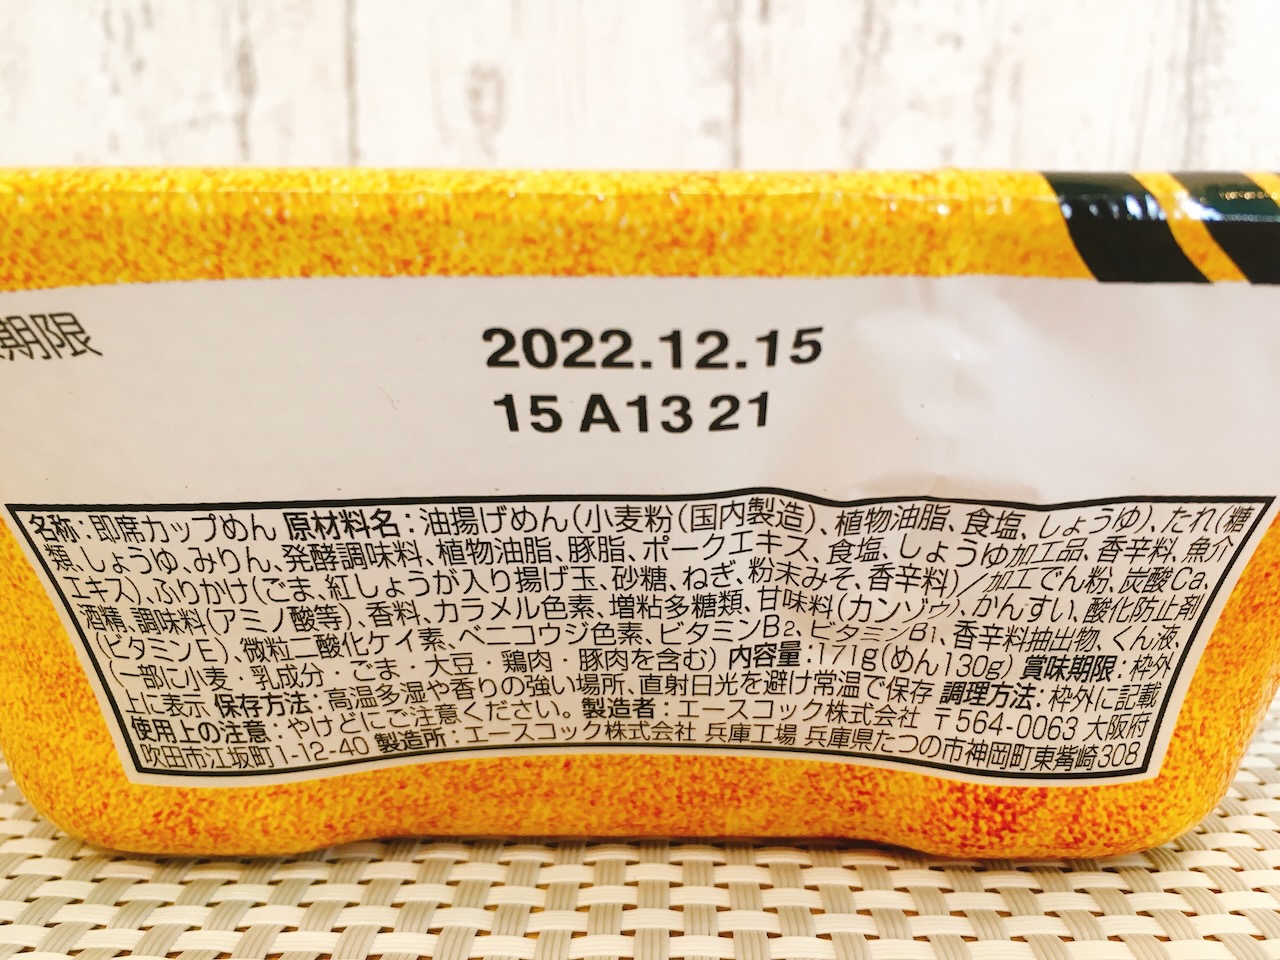 期限
2022.12.15
15 A13 21
名称:即席カップめん 原材料名:油揚げめん(小麦粉(国内製造)、植物油脂、食塩、しょうゆ)、たれ(糖
類、しょうゆ、みりん、発酵調味料、植物油脂、豚脂、ポークエキス、食塩、しょうゆ加工品、香辛料、魚介
エキス)、ふりかけ(ごま、紅しょうが入り揚げ玉、砂糖、ねぎ、粉末みそ、香辛料)/加工でん粉、炭酸Ca、
酒精、調味料(アミノ酸等)、香料、カラメル色素、増粘多糖類、甘味料(カンゾウ)、かんすい、酸化防止剤
(ビタミンE)、微粒二酸化ケイ素、ベニコウジ色素、ビタミンB2、ビタミンB1、香辛料抽出物、くん液、
(一部に小麦・乳成分・ごま・大豆・鶏肉・豚肉を含む) 内容量:171g(めん130g) 賞味期限:枠外
上に表示 保存方法:高温多湿や香りの強い場所、直射日光を避け常温で保存 調理方法:枠外に記載
使用上の注意:やけどにご注意ください。 製造者:エースコック株式会社 〒564-0063 大阪府
吹田市江坂町1-12-40 製造所:エースコック株式会社 兵庫工場 兵庫県たつの市神岡町東觜崎308